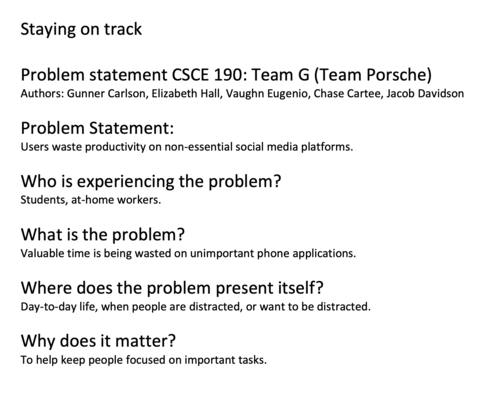 Staying on track
Problem statement CSCE 190: Team G (Team Porsche)
Authors: Gunner Carlson, Elizabeth Hall, Vaughn Eugenio, Chase Cartee, Jacob Davidson
Problem Statement:
Users waste productivity on non-essential social media platforms.
Who is experiencing the problem?
Students, at-home workers.
What is the problem?
Valuable time is being wasted on unimportant phone applications.
Where does the problem present itself?
Day-to-day life, when people are distracted, or want to be distracted.
Why does it matter?
To help keep people focused on important tasks.